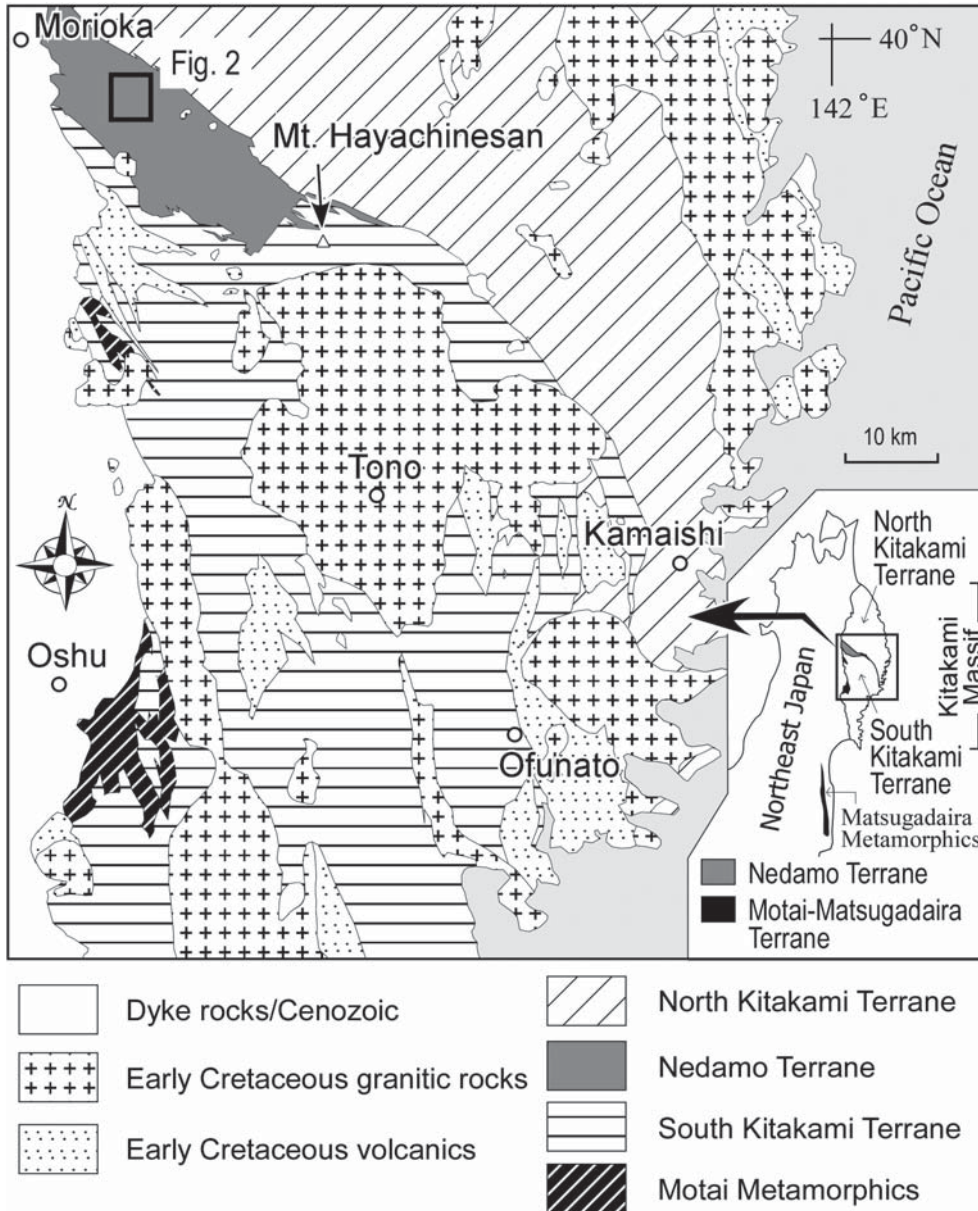 Morioka
Fig. 2
Mt. Hayachinesan
40°N
142°E
Pacific Ocean
10 km
Tono
Kamaishi
N
Oshu
Ofunato
North
Kitakami
Terrane
Kitakami
Massif
South
Kitakami
Terrane
Northeast Japan
Matsugadaira
Metamorphics
Nedamo Terrane
Motai-Matsugadaira
Terrane
Dyke rocks/Cenozoic
Early Cretaceous granitic rocks
Early Cretaceous volcanics
North Kitakami Terrane
Nedamo Terrane
South Kitakami Terrane
Motai Metamorphics